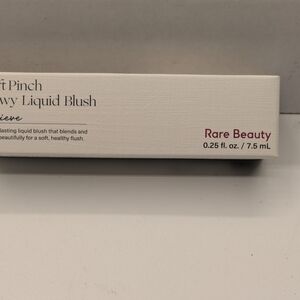 ft Pinch
wy Liquid Blush
ieve
lasting liquid blush that blends and
beautifully for a soft, healthy flush.
Rare Beauty
0.25 fl. oz. / 7.5 mL